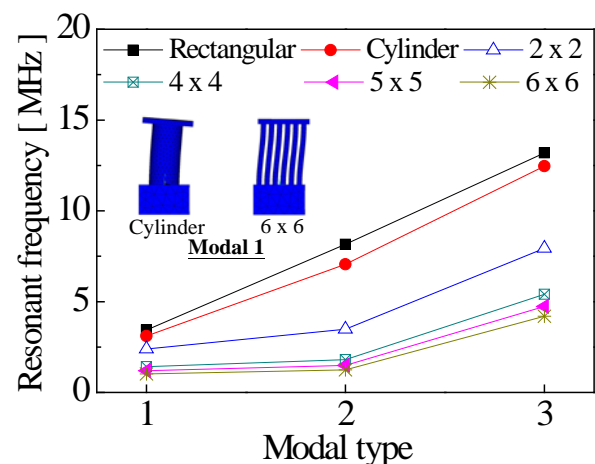 20
15
10
5
0
Resonant frequency [ MHz]
Rectangular Cylinder 2 x 2
4 x 4 5 x 5 6 x 6
Cylinder 6 x 6
Modal 1
1 2 3
Modal type